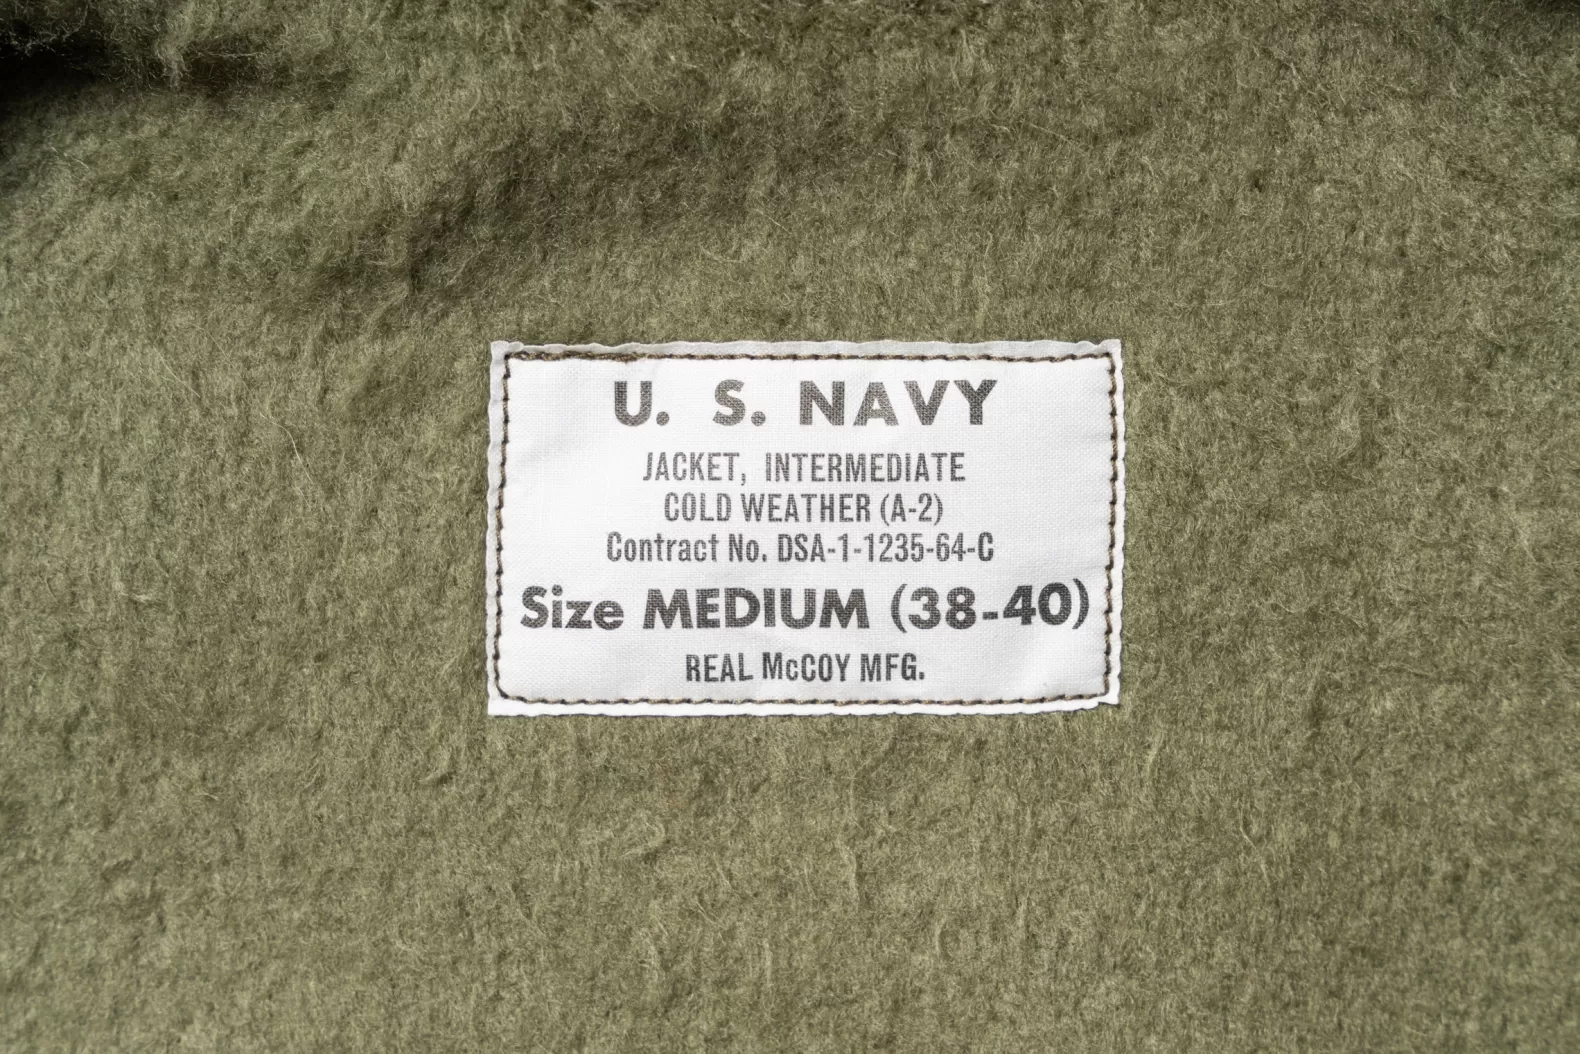 U. S. NAVY
JACKET, INTERMEDIATE
COLD WEATHER (A-2)
Contract No. DSA-1-1235-64-C
Size MEDIUM (38-40)
REAL McCOY MFG.